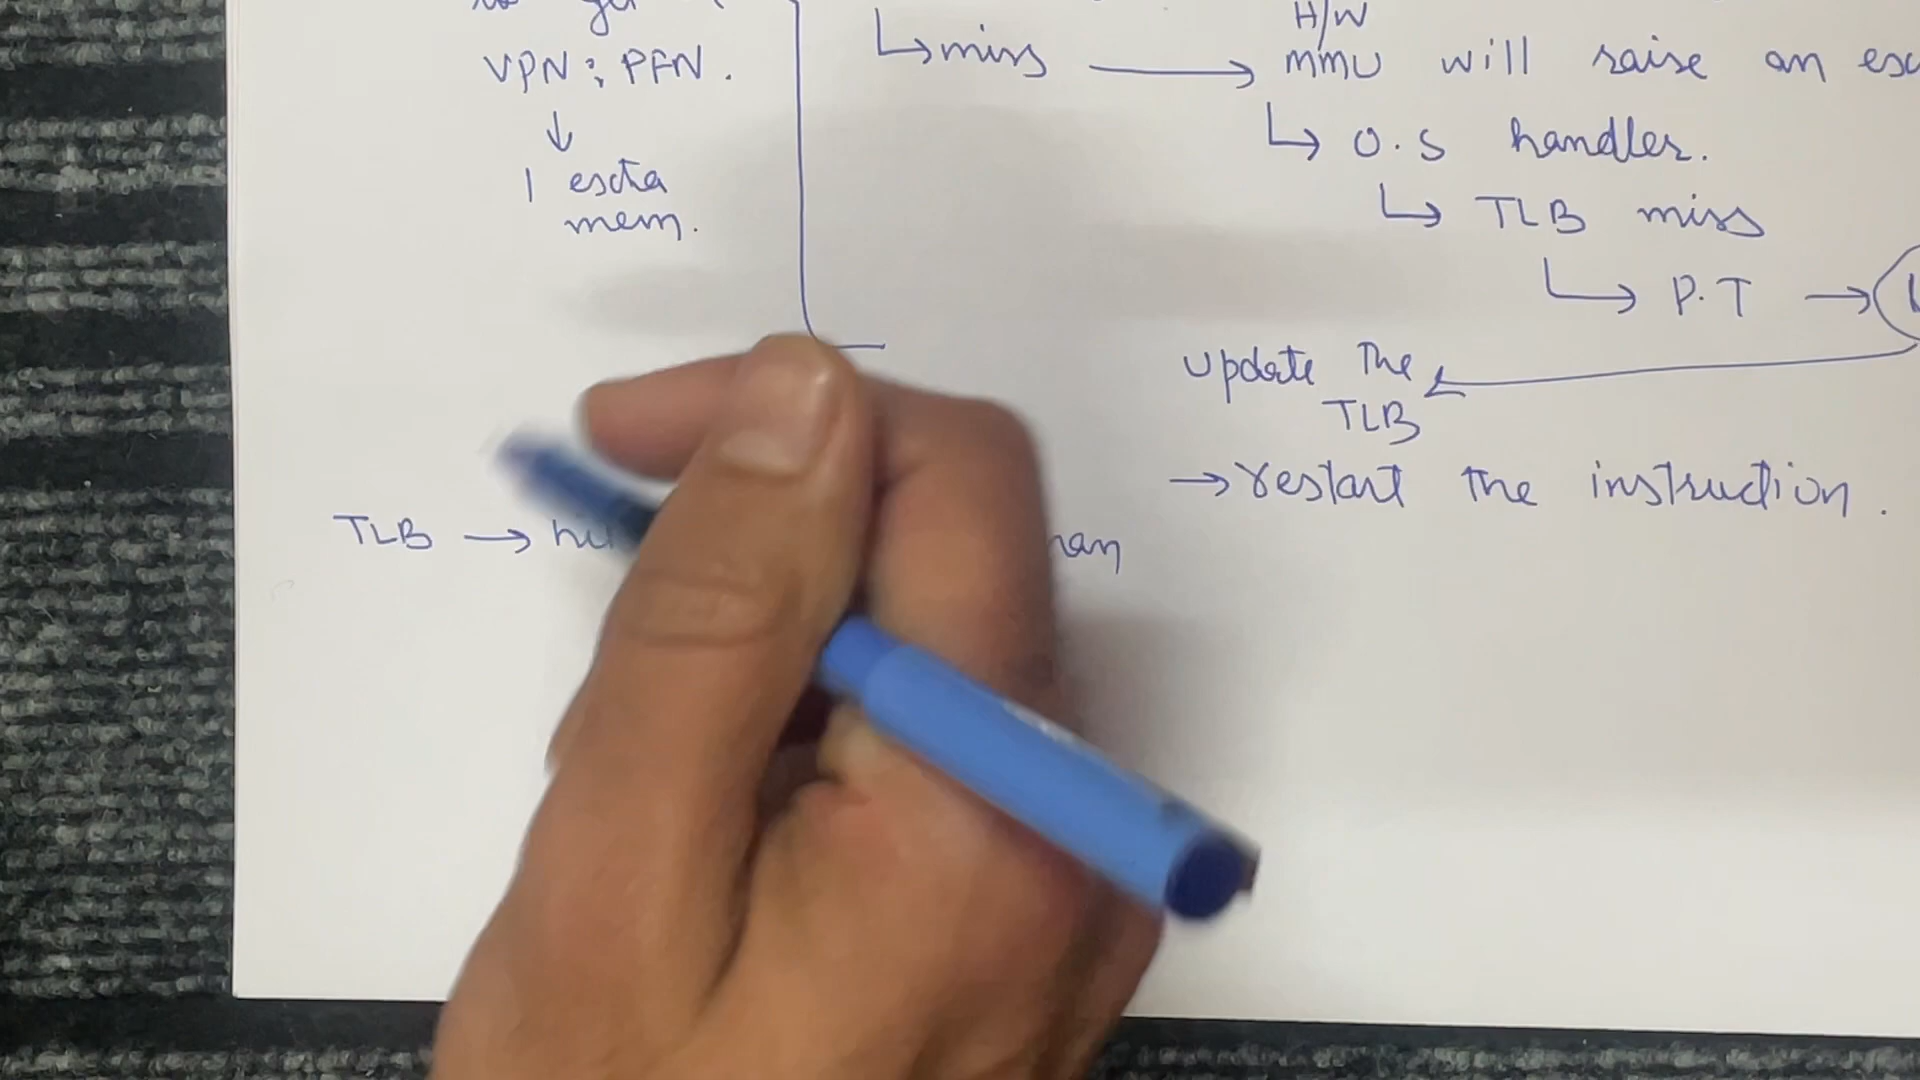 VPN : PFN .
↓
1 extra
mem.
↳ miss →
H/W
MMU will raise an
↳ O.S handler.
↳ TLB miss
↳ P.T →
Update the
TLB
→ restart the instruction .
TLB →